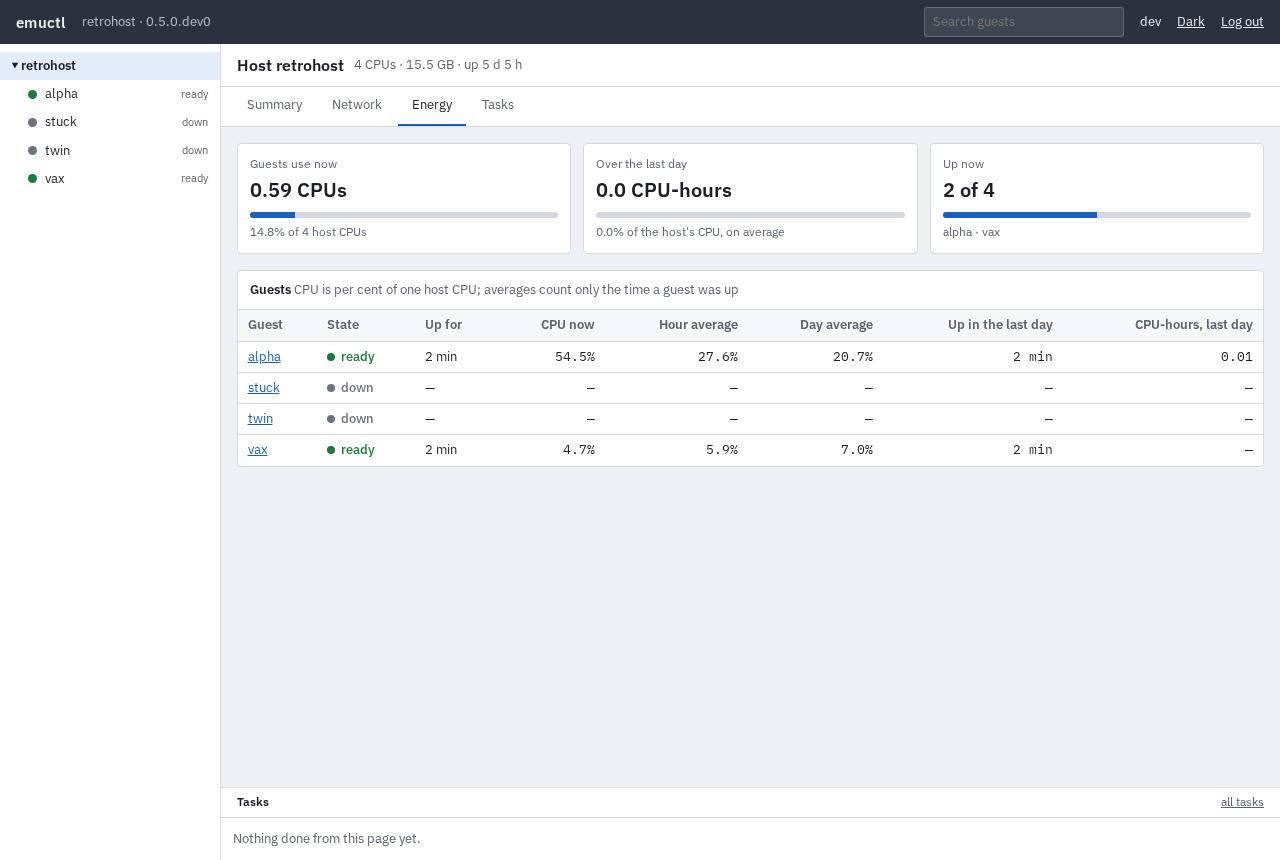 emuctl retrohost · 0.5.0.dev0 Search guests dev Dark Log out
retrohost
alpha ready
stuck down
twin down
vax ready
Host retrohost 4 CPUs · 15.5 GB · up 5 d 5 h
Summary Network Energy Tasks
Guests use now
0.59 CPUs
14.8% of 4 host CPUs
Over the last day
0.0 CPU-hours
0.0% of the host's CPU, on average
Up now
2 of 4
alpha · vax
Guests CPU is per cent of one host CPU; averages count only the time a guest was up
Guest State Up for CPU now Hour average Day average Up in the last day CPU-hours, last day
alpha ready 2 min 54.5% 27.6% 20.7% 2 min 0.01
stuck down — — — — — —
twin down — — — — — —
vax ready 2 min 4.7% 5.9% 7.0% 2 min —
Tasks all tasks
Nothing done from this page yet.